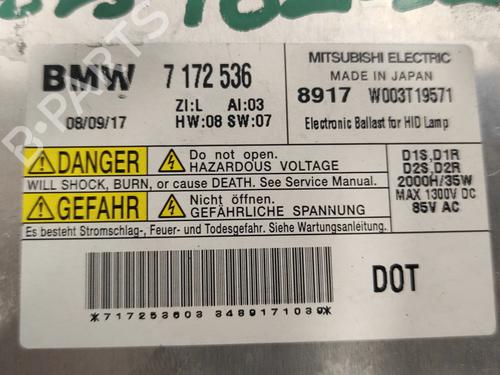 BMW 7 172 536
ZI:L AI:03
08/09/17 HW:08 SW:07
MITSUBISHI ELECTRIC
MADE IN JAPAN
8917 W003T19571
Electronic Ballast for HID Lamp
DANGER Do not open.
HAZARDOUS VOLTAGE
WILL SHOCK, BURN, or cause DEATH. See Service Manual.
GEFAHR Nicht öffnen.
GEFÄHRLICHE SPANNUNG
Es besteht Stromschlag-, Feuer- und Todesgefahr. Siehe Wartungsanleitung.
D1S, D1R
D2S, D2R
2000H/35W
MAX 1300V DC
85V AC
*717253603 3489171039*
DOT
B-PARTS